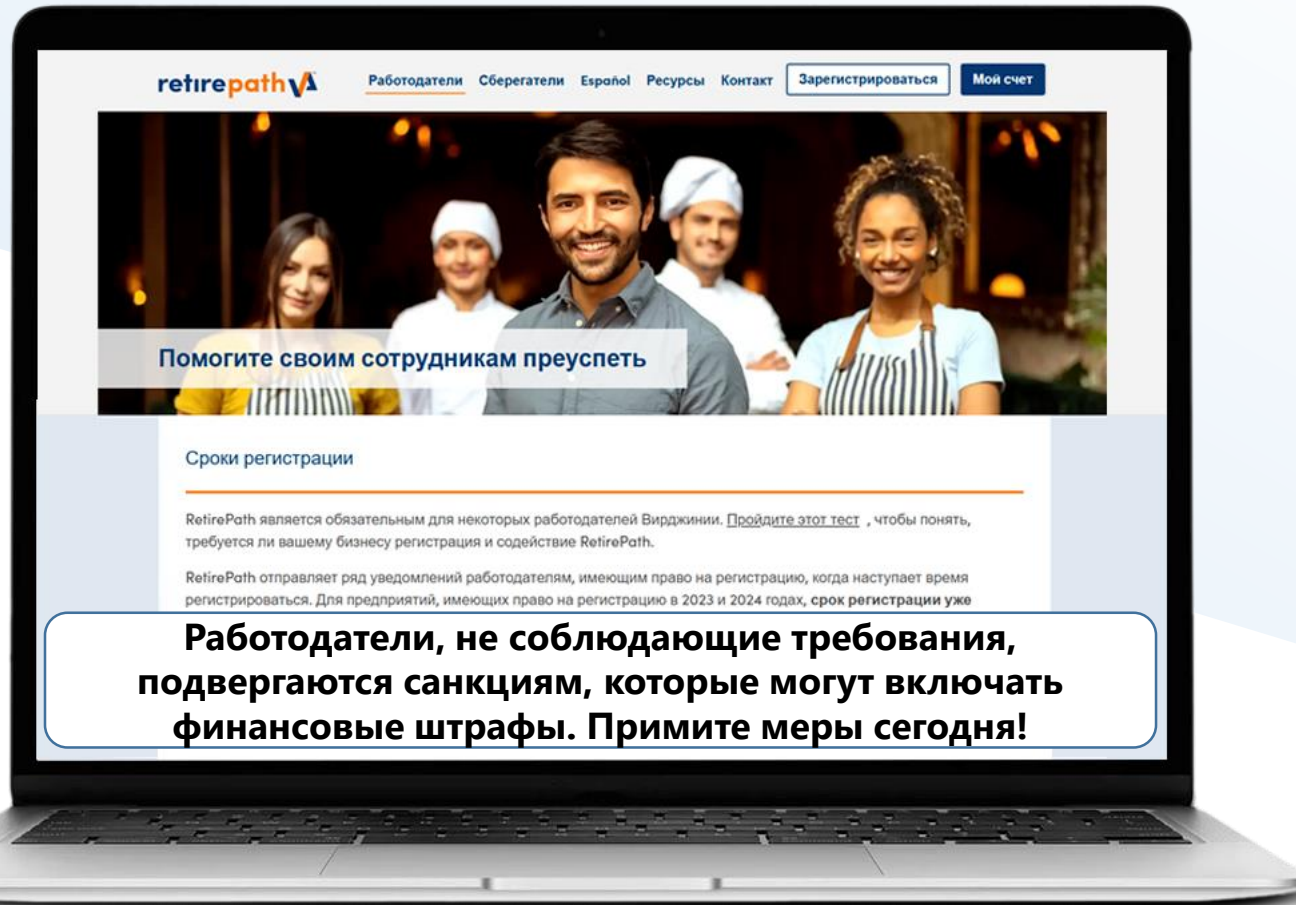 retirepath VA
Работодатели Сберегатели Español Ресурсы Контакт Зарегистрироваться Мой счет
Помогите своим сотрудникам преуспеть
Сроки регистрации
RetirePath является обязательным для некоторых работодателей Вирджинии. Пройдите этот тест , чтобы понять,
требуется ли вашему бизнесу регистрация и содействие RetirePath.
RetirePath отправляет ряд уведомлений работодателям, имеющим право на регистрацию, когда наступает время
регистрироваться. Для предприятий, имеющих право на регистрацию в 2023 и 2024 годах, срок регистрации уже
Работодатели, не соблюдающие требования,
подвергаются санкциям, которые могут включать
финансовые штрафы. Примите меры сегодня!